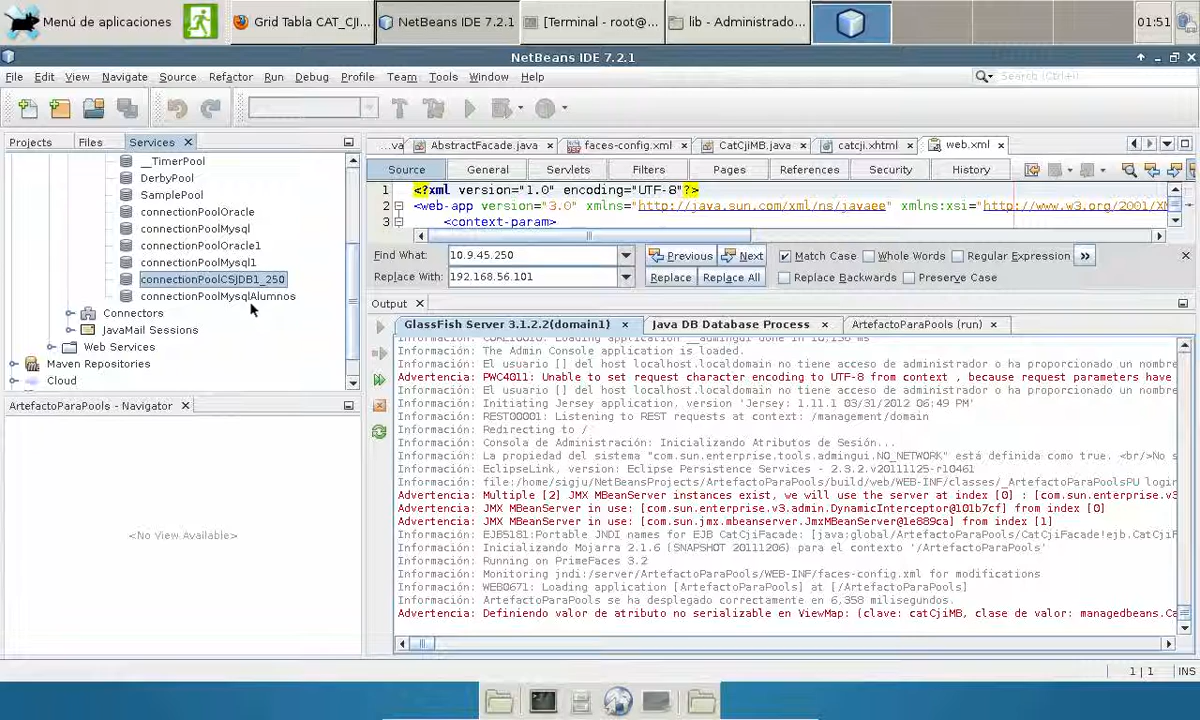 Menú de aplicaciones
Grid Tabla CAT_CJI...
NetBeans IDE 7.2.1
[Terminal - root@...
lib - Administrado...
01:51
NetBeans IDE 7.2.1
File Edit View Navigate Source Refactor Run Debug Profile Team Tools Window Help
Search (Ctrl+I)
Projects Files Services
__TimerPool
DerbyPool
SamplePool
connectionPoolOracle
connectionPoolMysql
connectionPoolOracle1
connectionPoolMysql1
connectionPoolCSJDB1_250
connectionPoolMysqlAlumnos
Connectors
JavaMail Sessions
Web Services
Maven Repositories
Cloud
ArtefactoParaPools - Navigator
<No View Available>
...va AbstractFacade.java faces-config.xml CatCjiMB.java catcji.xhtml web.xml
Source General Servlets Filters Pages References Security History
1 <?xml version="1.0" encoding="UTF-8"?>
2 <web-app version="3.0" xmlns="http://java.sun.com/xml/ns/javaee" xmlns:xsi="http://www.w3.org/2001/XM
3 <context-param>
Find What: 10.9.45.250 Previous Next Match Case Whole Words Regular Expression
Replace With: 192.168.56.101 Replace Replace All Replace Backwards Preserve Case
Output
GlassFish Server 3.1.2.2(domain1) Java DB Database Process ArtefactoParaPools (run)
Información: The Admin Console application is loaded.
Información: El usuario [] del host localhost.localdomain no tiene acceso de administrador o ha proporcionado un nombre
Advertencia: PWC4011: Unable to set request character encoding to UTF-8 from context , because request parameters have
Información: El usuario [] del host localhost.localdomain no tiene acceso de administrador o ha proporcionado un nombre
Información: Initiating Jersey application, version 'Jersey: 1.11.1 03/31/2012 06:49 PM'
Información: REST00001: Listening to REST requests at context: /management/domain
Información: Redirecting to /
Información: Consola de Administración: Inicializando Atributos de Sesión...
Información: La propiedad del sistema "com.sun.enterprise.tools.admingui.NO_NETWORK" está definida como true. <br/>No s
Información: EclipseLink, version: Eclipse Persistence Services - 2.3.2.v20111125-r10461
Información: file:/home/sigju/NetBeansProjects/ArtefactoParaPools/build/web/WEB-INF/classes/_ArtefactoParaPoolsPU login
Advertencia: Multiple [2] JMX MBeanServer instances exist, we will use the server at index [0] : [com.sun.enterprise.v3
Advertencia: JMX MBeanServer in use: [com.sun.enterprise.v3.admin.DynamicInterceptor@101b7cf] from index [0]
Advertencia: JMX MBeanServer in use: [com.sun.jmx.mbeanserver.JmxMBeanServer@1e889ca] from index [1]
Información: EJB5181:Portable JNDI names for EJB CatCjiFacade: [java:global/ArtefactoParaPools/CatCjiFacade!ejb.CatCjiF
Información: Inicializando Mojarra 2.1.6 (SNAPSHOT 20111206) para el contexto '/ArtefactoParaPools'
Información: Running on PrimeFaces 3.2
Información: Monitoring jndi:/server/ArtefactoParaPools/WEB-INF/faces-config.xml for modifications
Información: WEB0671: Loading application [ArtefactoParaPools] at [/ArtefactoParaPools]
Información: ArtefactoParaPools se ha desplegado correctamente en 6,358 milisegundos.
Advertencia: Definiendo valor de atributo no serializable en ViewMap: (clave: catCjiMB, clase de valor: managedbeans.Ca
1 | 1 INS